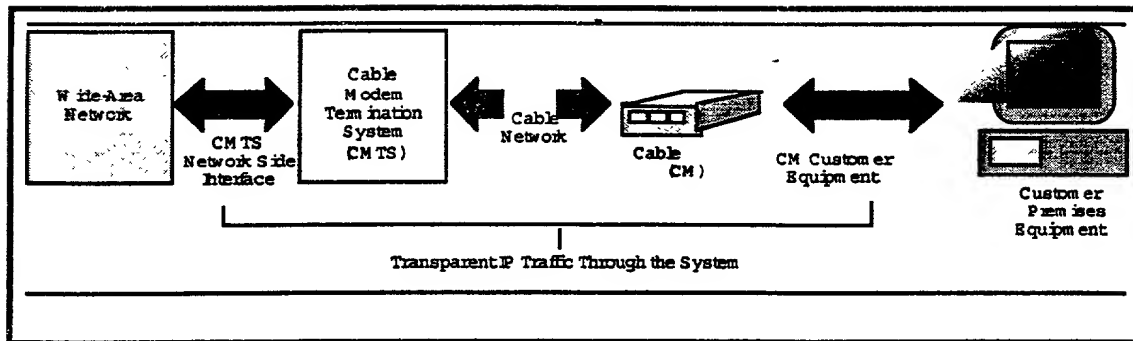 Wide-Area
Network
CMTS
Network Side
Interface
Cable
Modem
Termination
System
(CMTS)
Cable
Network
Cable
(CM)
CM Customer
Equipment
Customer
Premises
Equipment
Transparent IP Traffic Through the System